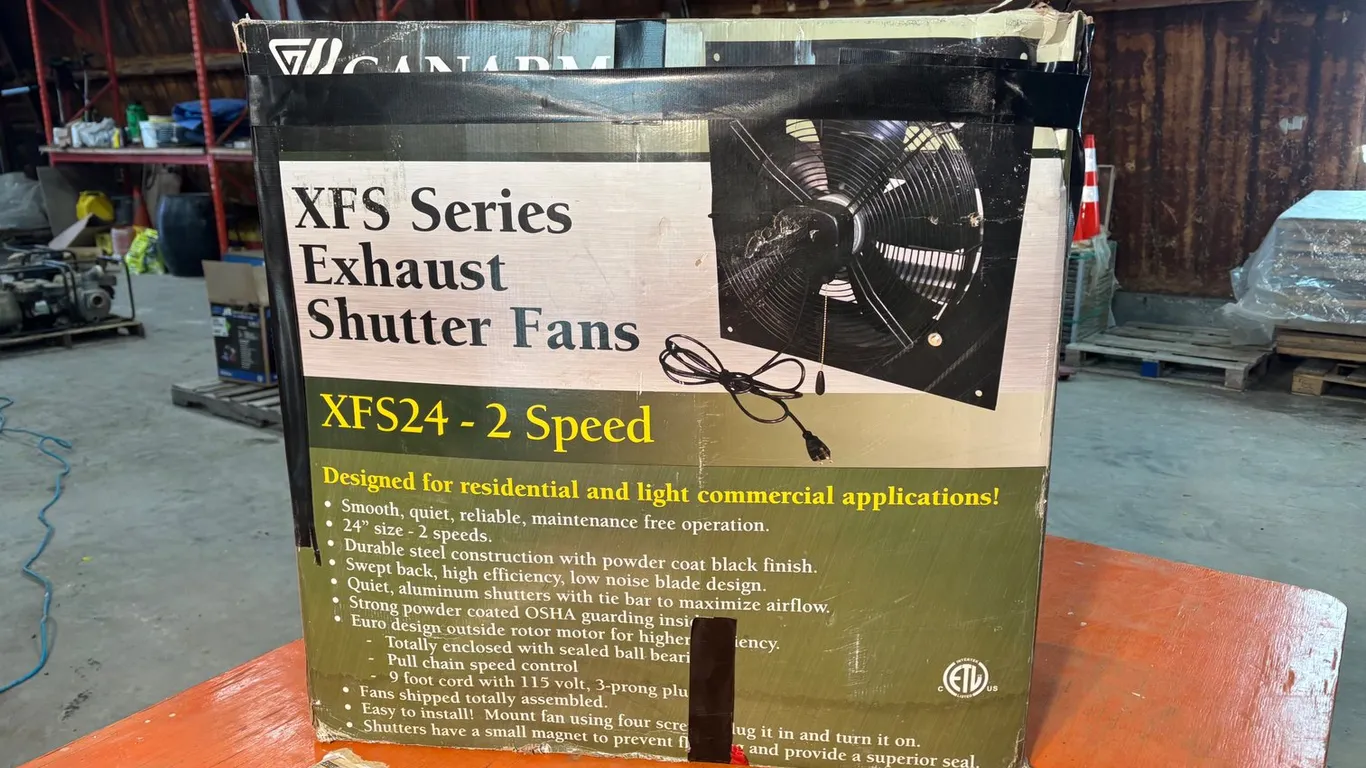 CANARM
XFS Series
Exhaust
Shutter Fans
XFS24 - 2 Speed
Designed for residential and light commercial applications!
• Smooth, quiet, reliable, maintenance free operation.
• 24” size - 2 speeds.
• Durable steel construction with powder coat black finish.
• Swept back, high efficiency, low noise blade design.
• Quiet, aluminum shutters with tie bar to maximize airflow.
• Strong powder coated OSHA guarding
• Euro design outside rotor motor for higher
- Totally enclosed with sealed ball
- Pull chain speed control
- 9 foot cord with 115 volt, 3-prong
• Fans shipped totally assembled.
• Easy to install! Mount fan using four it in and turn it on.
• Shutters have a small magnet to prevent and provide a superior seal.
INTERTEK
ETL
LISTED
C US